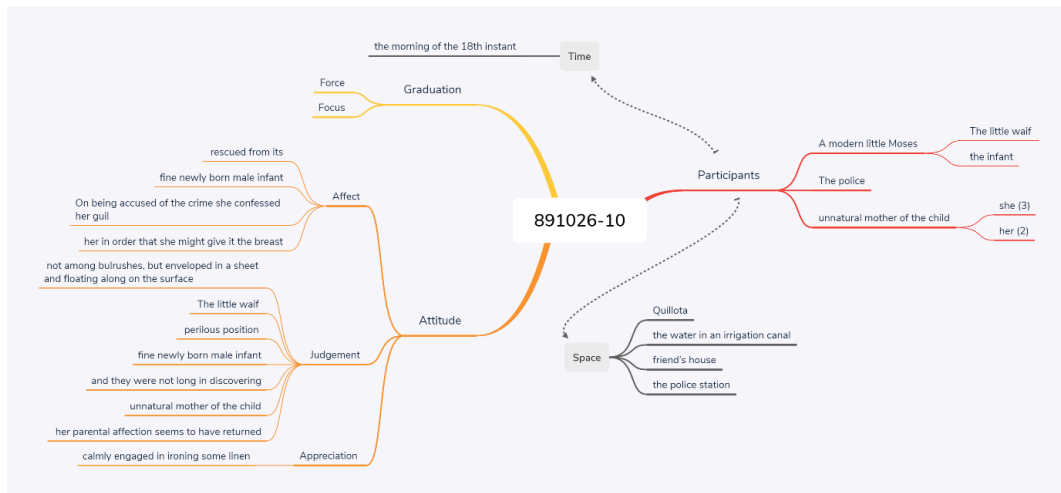 891026-10
Time
the morning of the 18th instant
Graduation
Force
Focus
Attitude
Affect
rescued from its
fine newly born male infant
On being accused of the crime she confessed
her guil
her in order that she might give it the breast
Judgement
not among bulrushes, but enveloped in a sheet
and floating along on the surface
The little waif
perilous position
fine newly born male infant
and they were not long in discovering
unnatural mother of the child
her parental affection seems to have returned
Appreciation
calmly engaged in ironing some linen
Participants
A modern little Moses
The little waif
the infant
The police
unnatural mother of the child
she (3)
her (2)
Space
Quillota
the water in an irrigation canal
friend's house
the police station